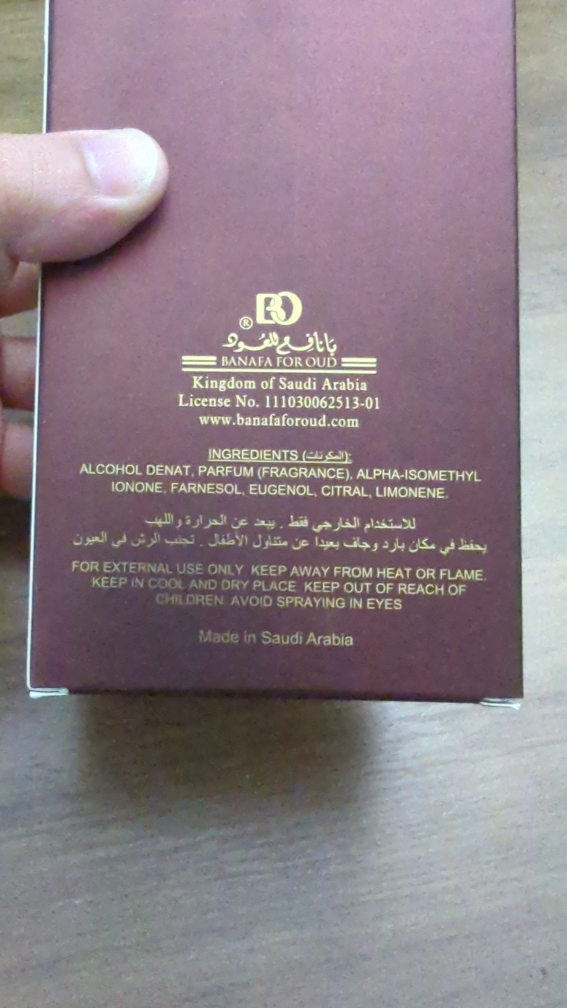 BO
®
بانافع للعود
BANAFA FOR OUD
Kingdom of Saudi Arabia
License No. 111030062513-01
www.banafaforoud.com
INGREDIENTS (المكونات):
ALCOHOL DENAT, PARFUM (FRAGRANCE), ALPHA-ISOMETHYL
IONONE, FARNESOL, EUGENOL, CITRAL, LIMONENE.
للاستخدام الخارجي فقط . يبعد عن الحرارة واللهب
يحفظ في مكان بارد وجاف بعيدا عن متناول الأطفال . تجنب الرش في العيون
FOR EXTERNAL USE ONLY KEEP AWAY FROM HEAT OR FLAME.
KEEP IN COOL AND DRY PLACE KEEP OUT OF REACH OF
CHILDREN AVOID SPRAYING IN EYES
Made in Saudi Arabia